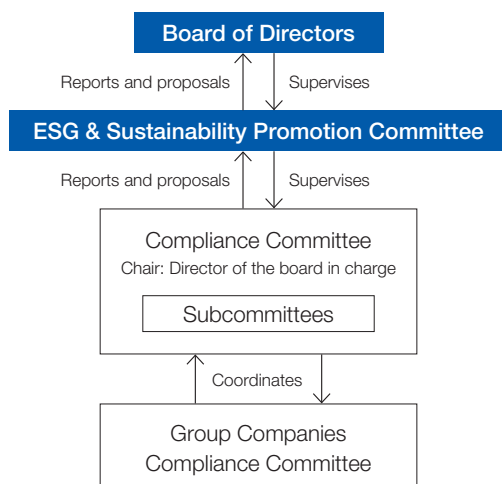 Board of Directors
Reports and proposals Supervises
ESG & Sustainability Promotion Committee
Reports and proposals Supervises
Compliance Committee
Chair: Director of the board in charge
Subcommittees
Coordinates
Group Companies
Compliance Committee